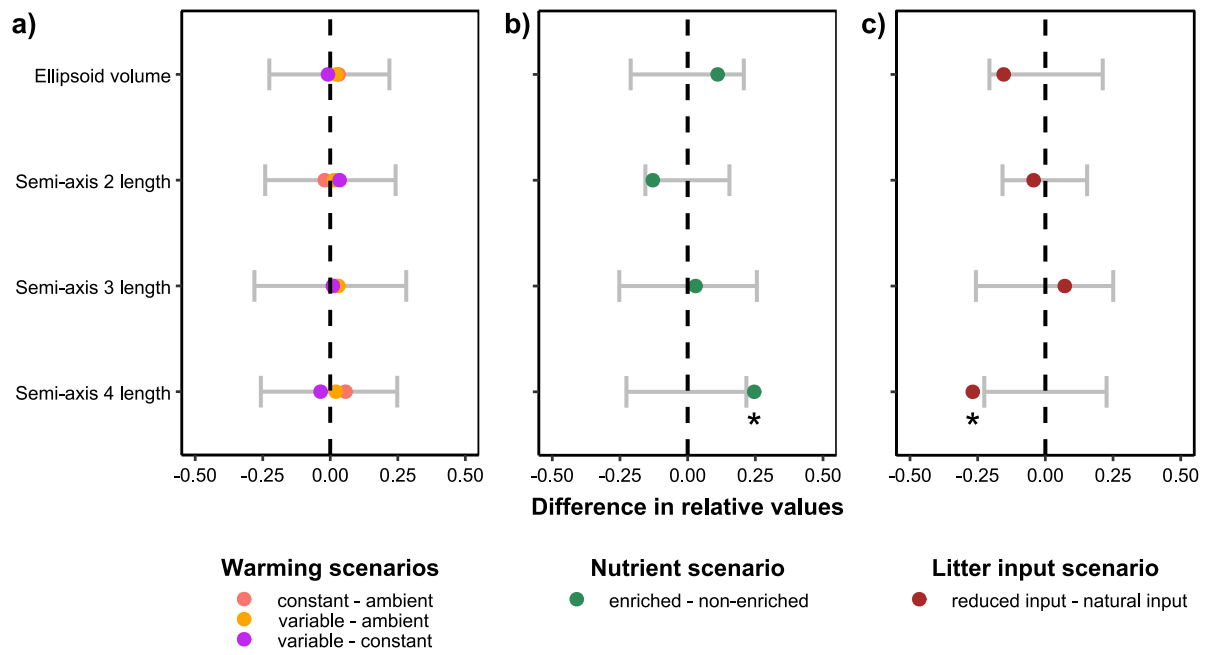 a)
b)
c)
Ellipsoid volume
Semi-axis 2 length
Semi-axis 3 length
Semi-axis 4 length
*
*
-0.50 -0.25 0.00 0.25 0.50
-0.50 -0.25 0.00 0.25 0.50
-0.50 -0.25 0.00 0.25 0.50
Difference in relative values
Warming scenarios
constant - ambient
variable - ambient
variable - constant
Nutrient scenario
enriched - non-enriched
Litter input scenario
reduced input - natural input